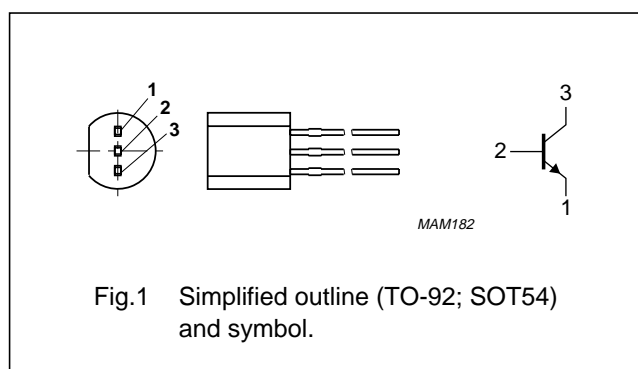 1
2
3
3
2
1
MAM182
Fig.1 Simplified outline (TO-92; SOT54)
and symbol.